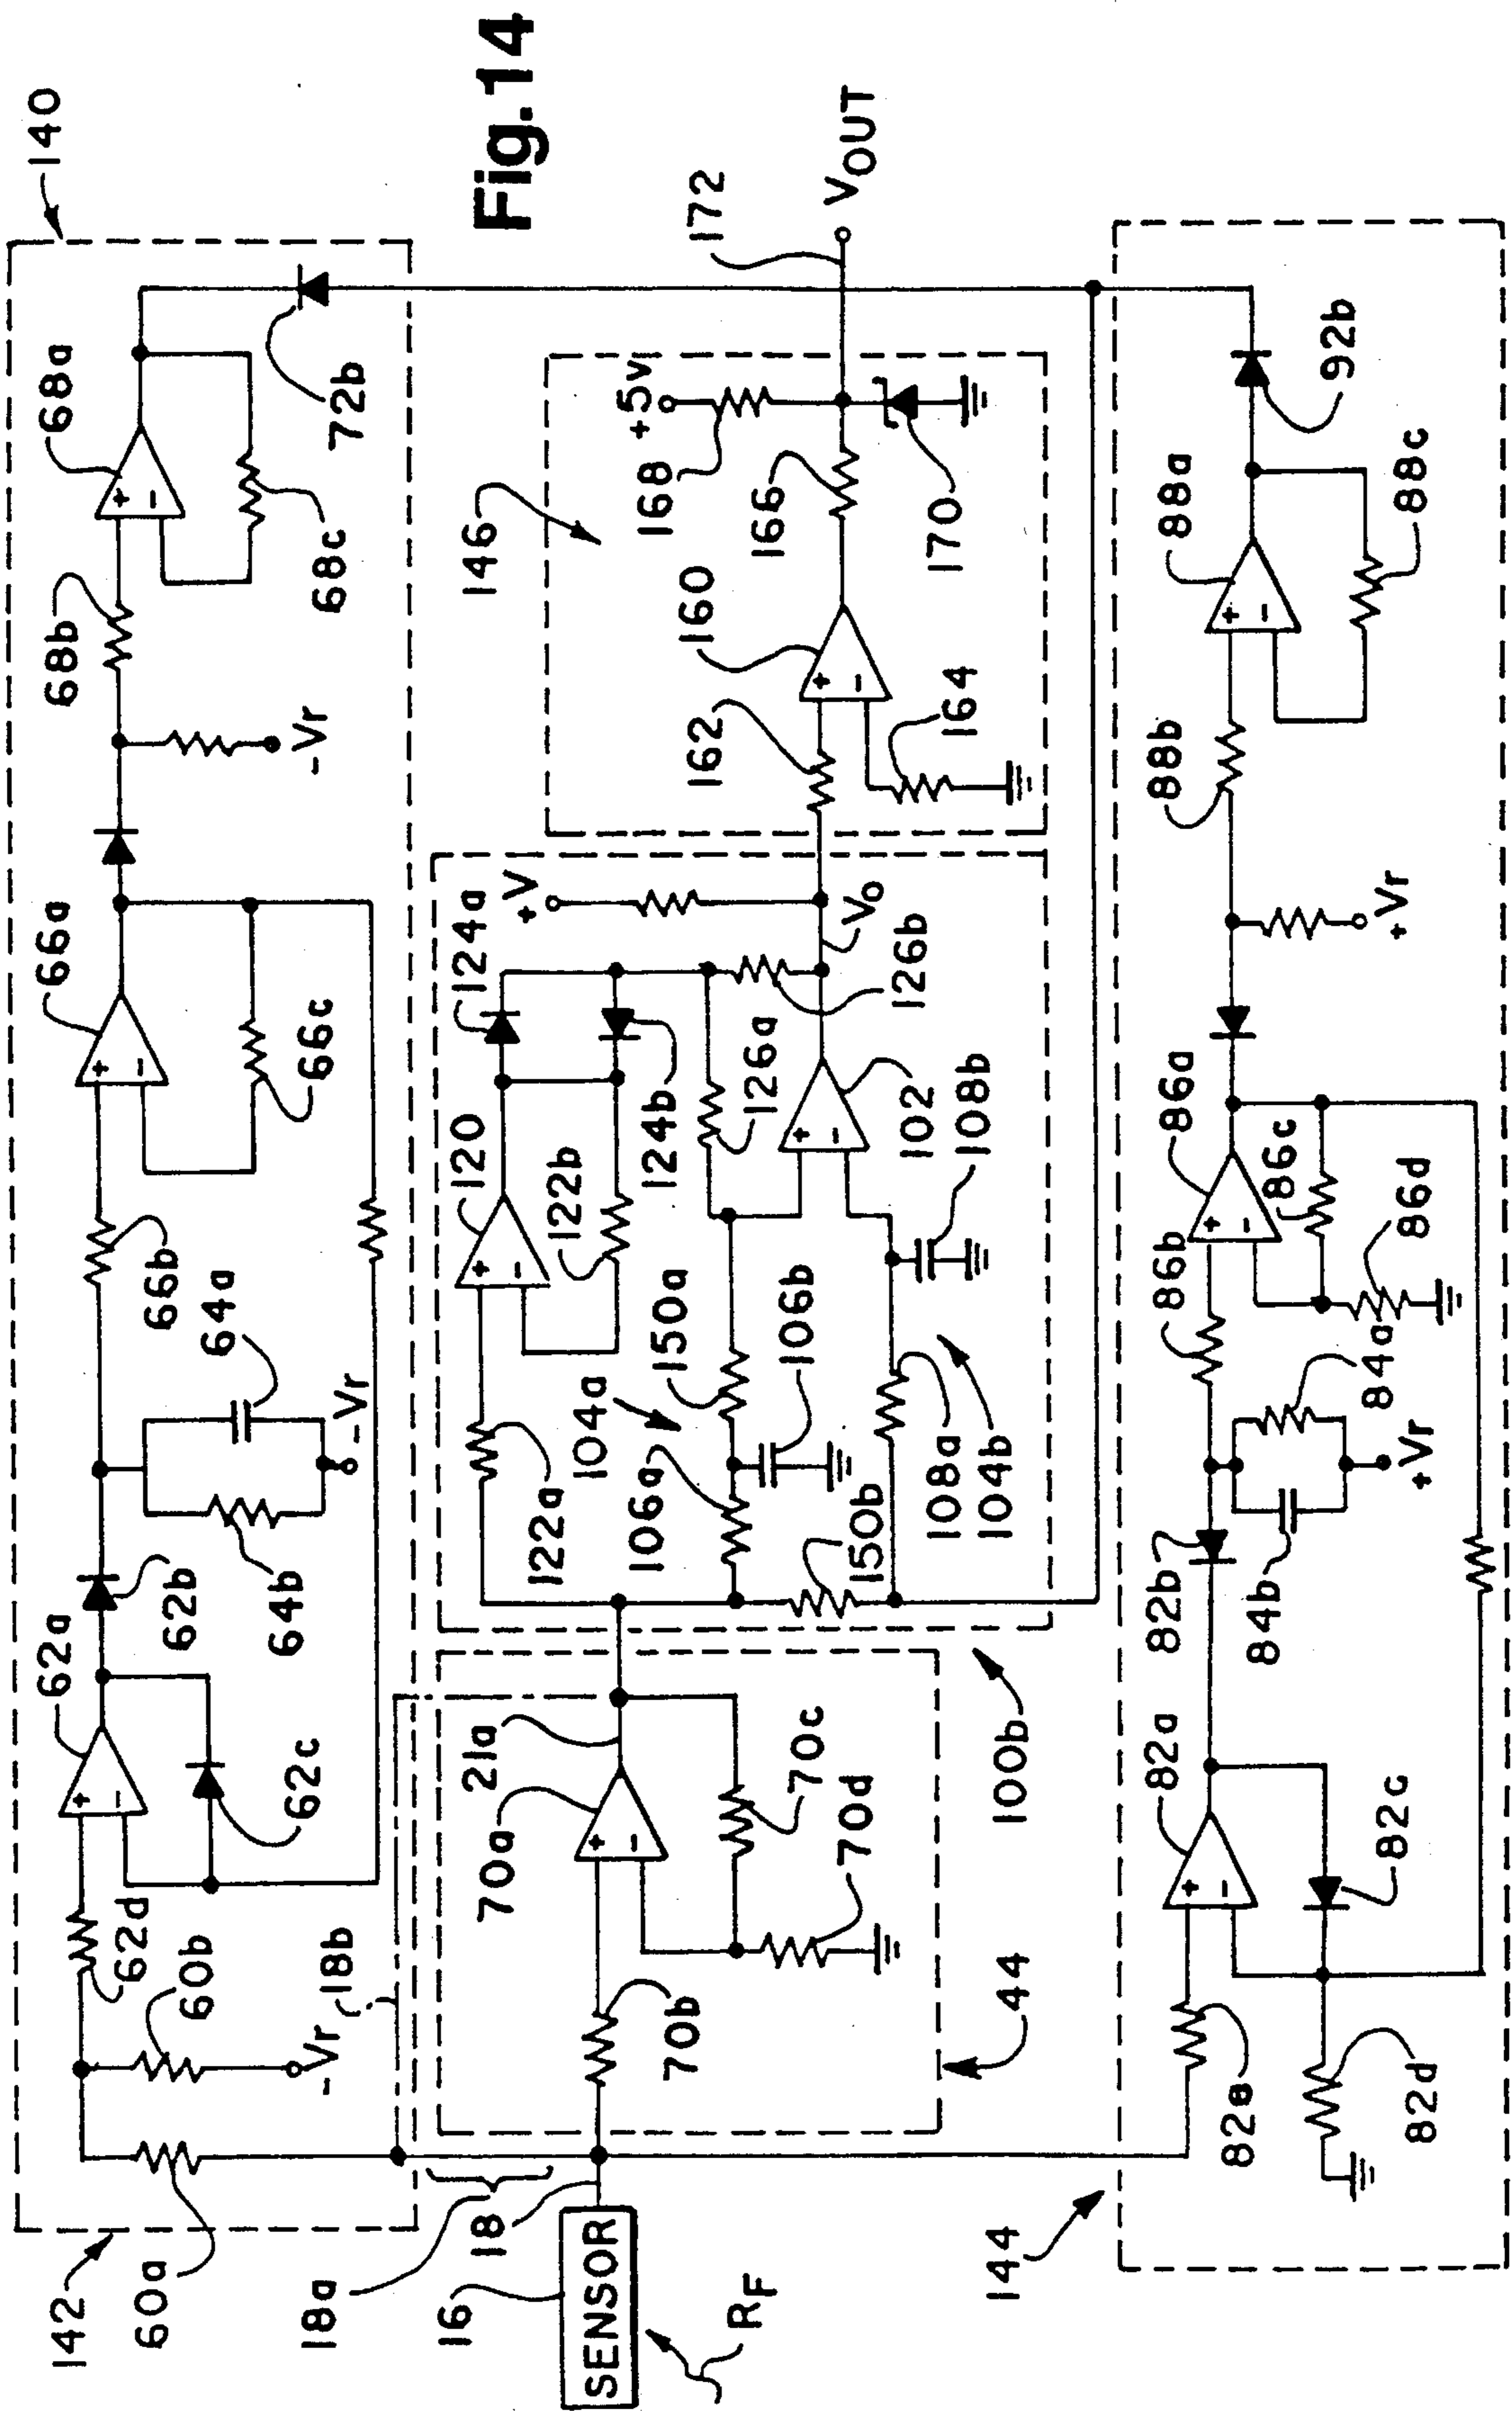 Fig.14
140
142
60a
60b
-Vr
62d
62a
62b
62c
64b
64a
-Vr
66b
66a
66c
-Vr
68b
68a
68c
72b
+
-
+
-
+
-
18b
18a
18
16
SENSOR
RF
70b
70a
21a
70c
70d
44
+
-
100b
122a
120
122b
124a
124b
+V
126a
126b
Vo
104a
150a
106a
106b
102
108b
150b
108a
104b
+
-
+
-
146
162
160
164
+5v
168
166
170
172
VOUT
+
-
144
82e
82d
82a
82c
82b
84b
84a
+Vr
86b
86a
86c
86d
+Vr
88b
88a
88c
92b
+
-
+
-
+
-